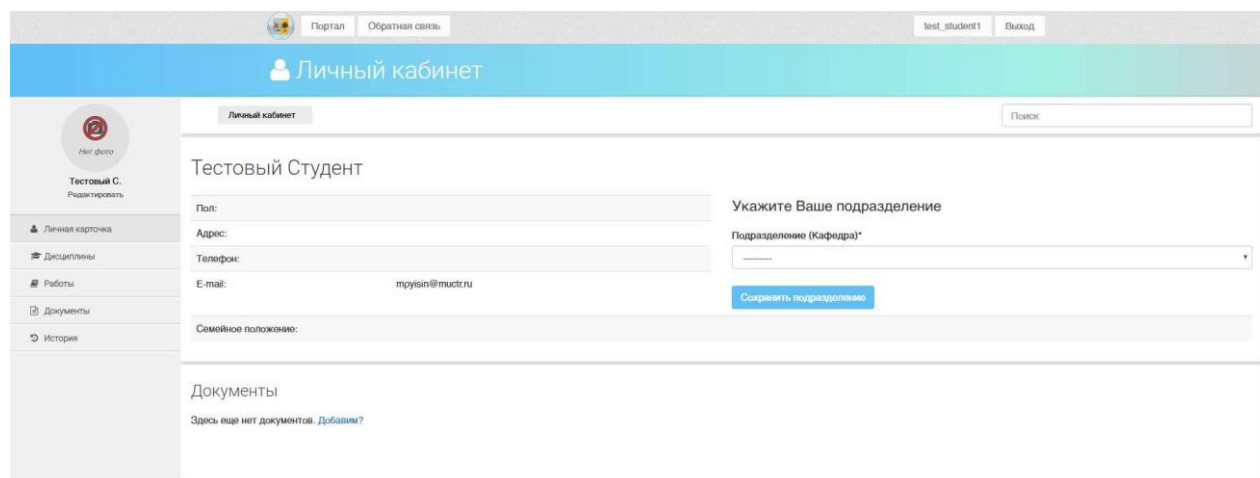 Портал Обратная связь test_student1 Выход
Личный кабинет
Личный кабинет Поиск
Нет фото
Тестовый С.
Редактировать
Личная карточка
Дисциплины
Работы
Документы
История
Тестовый Студент
Пол:
Адрес:
Телефон:
E-mail: mpyisin@muctr.ru
Семейное положение:
Укажите Ваше подразделение
Подразделение (Кафедра)*
---------
Сохранить подразделение
Документы
Здесь еще нет документов. Добавим?